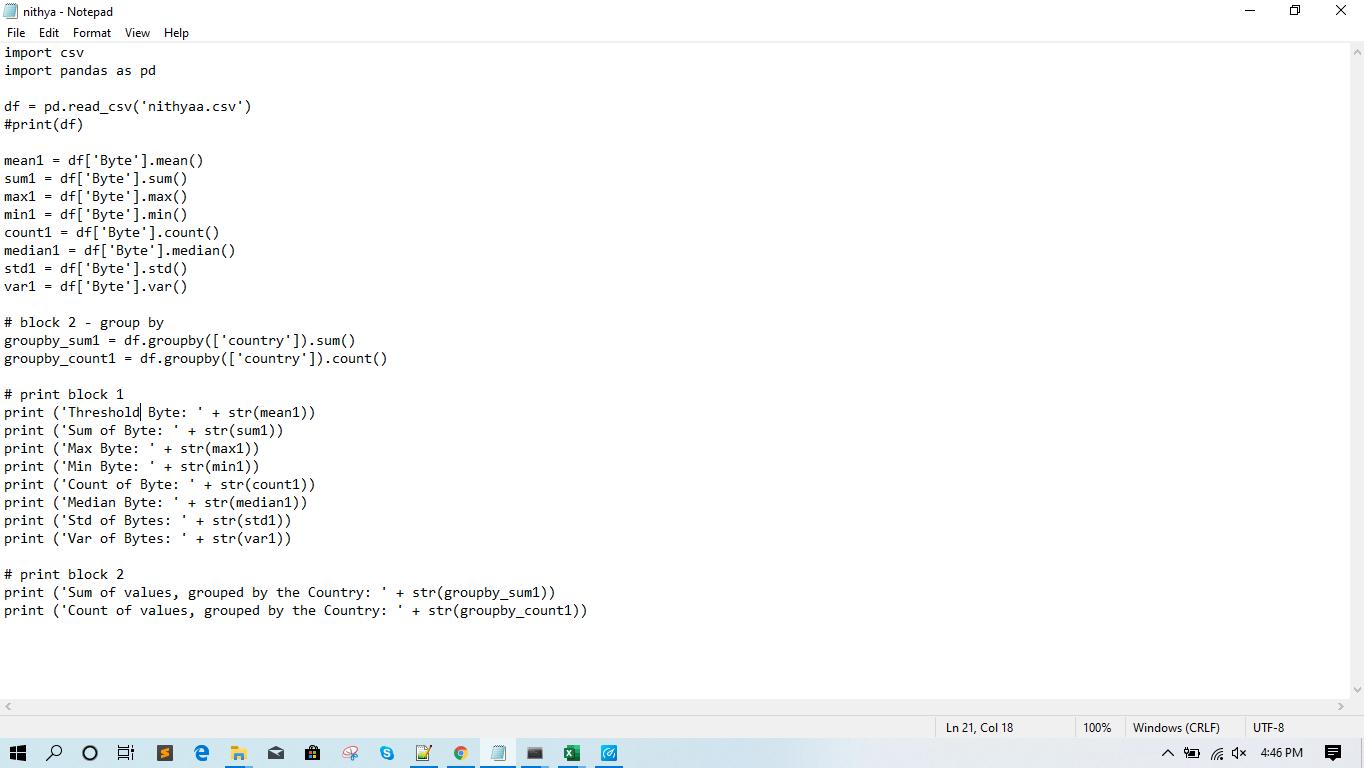 nithya - Notepad
File Edit Format View Help
import csv
import pandas as pd
df = pd.read_csv('nithyaa.csv')
#print(df)
mean1 = df['Byte'].mean()
sum1 = df['Byte'].sum()
max1 = df['Byte'].max()
min1 = df['Byte'].min()
count1 = df['Byte'].count()
median1 = df['Byte'].median()
std1 = df['Byte'].std()
var1 = df['Byte'].var()
# block 2 - group by
groupby_sum1 = df.groupby(['country']).sum()
groupby_count1 = df.groupby(['country']).count()
# print block 1
print ('Threshold Byte: ' + str(mean1))
print ('Sum of Byte: ' + str(sum1))
print ('Max Byte: ' + str(max1))
print ('Min Byte: ' + str(min1))
print ('Count of Byte: ' + str(count1))
print ('Median Byte: ' + str(median1))
print ('Std of Bytes: ' + str(std1))
print ('Var of Bytes: ' + str(var1))
# print block 2
print ('Sum of values, grouped by the Country: ' + str(groupby_sum1))
print ('Count of values, grouped by the Country: ' + str(groupby_count1))
Ln 21, Col 18 100% Windows (CRLF) UTF-8
4:46 PM